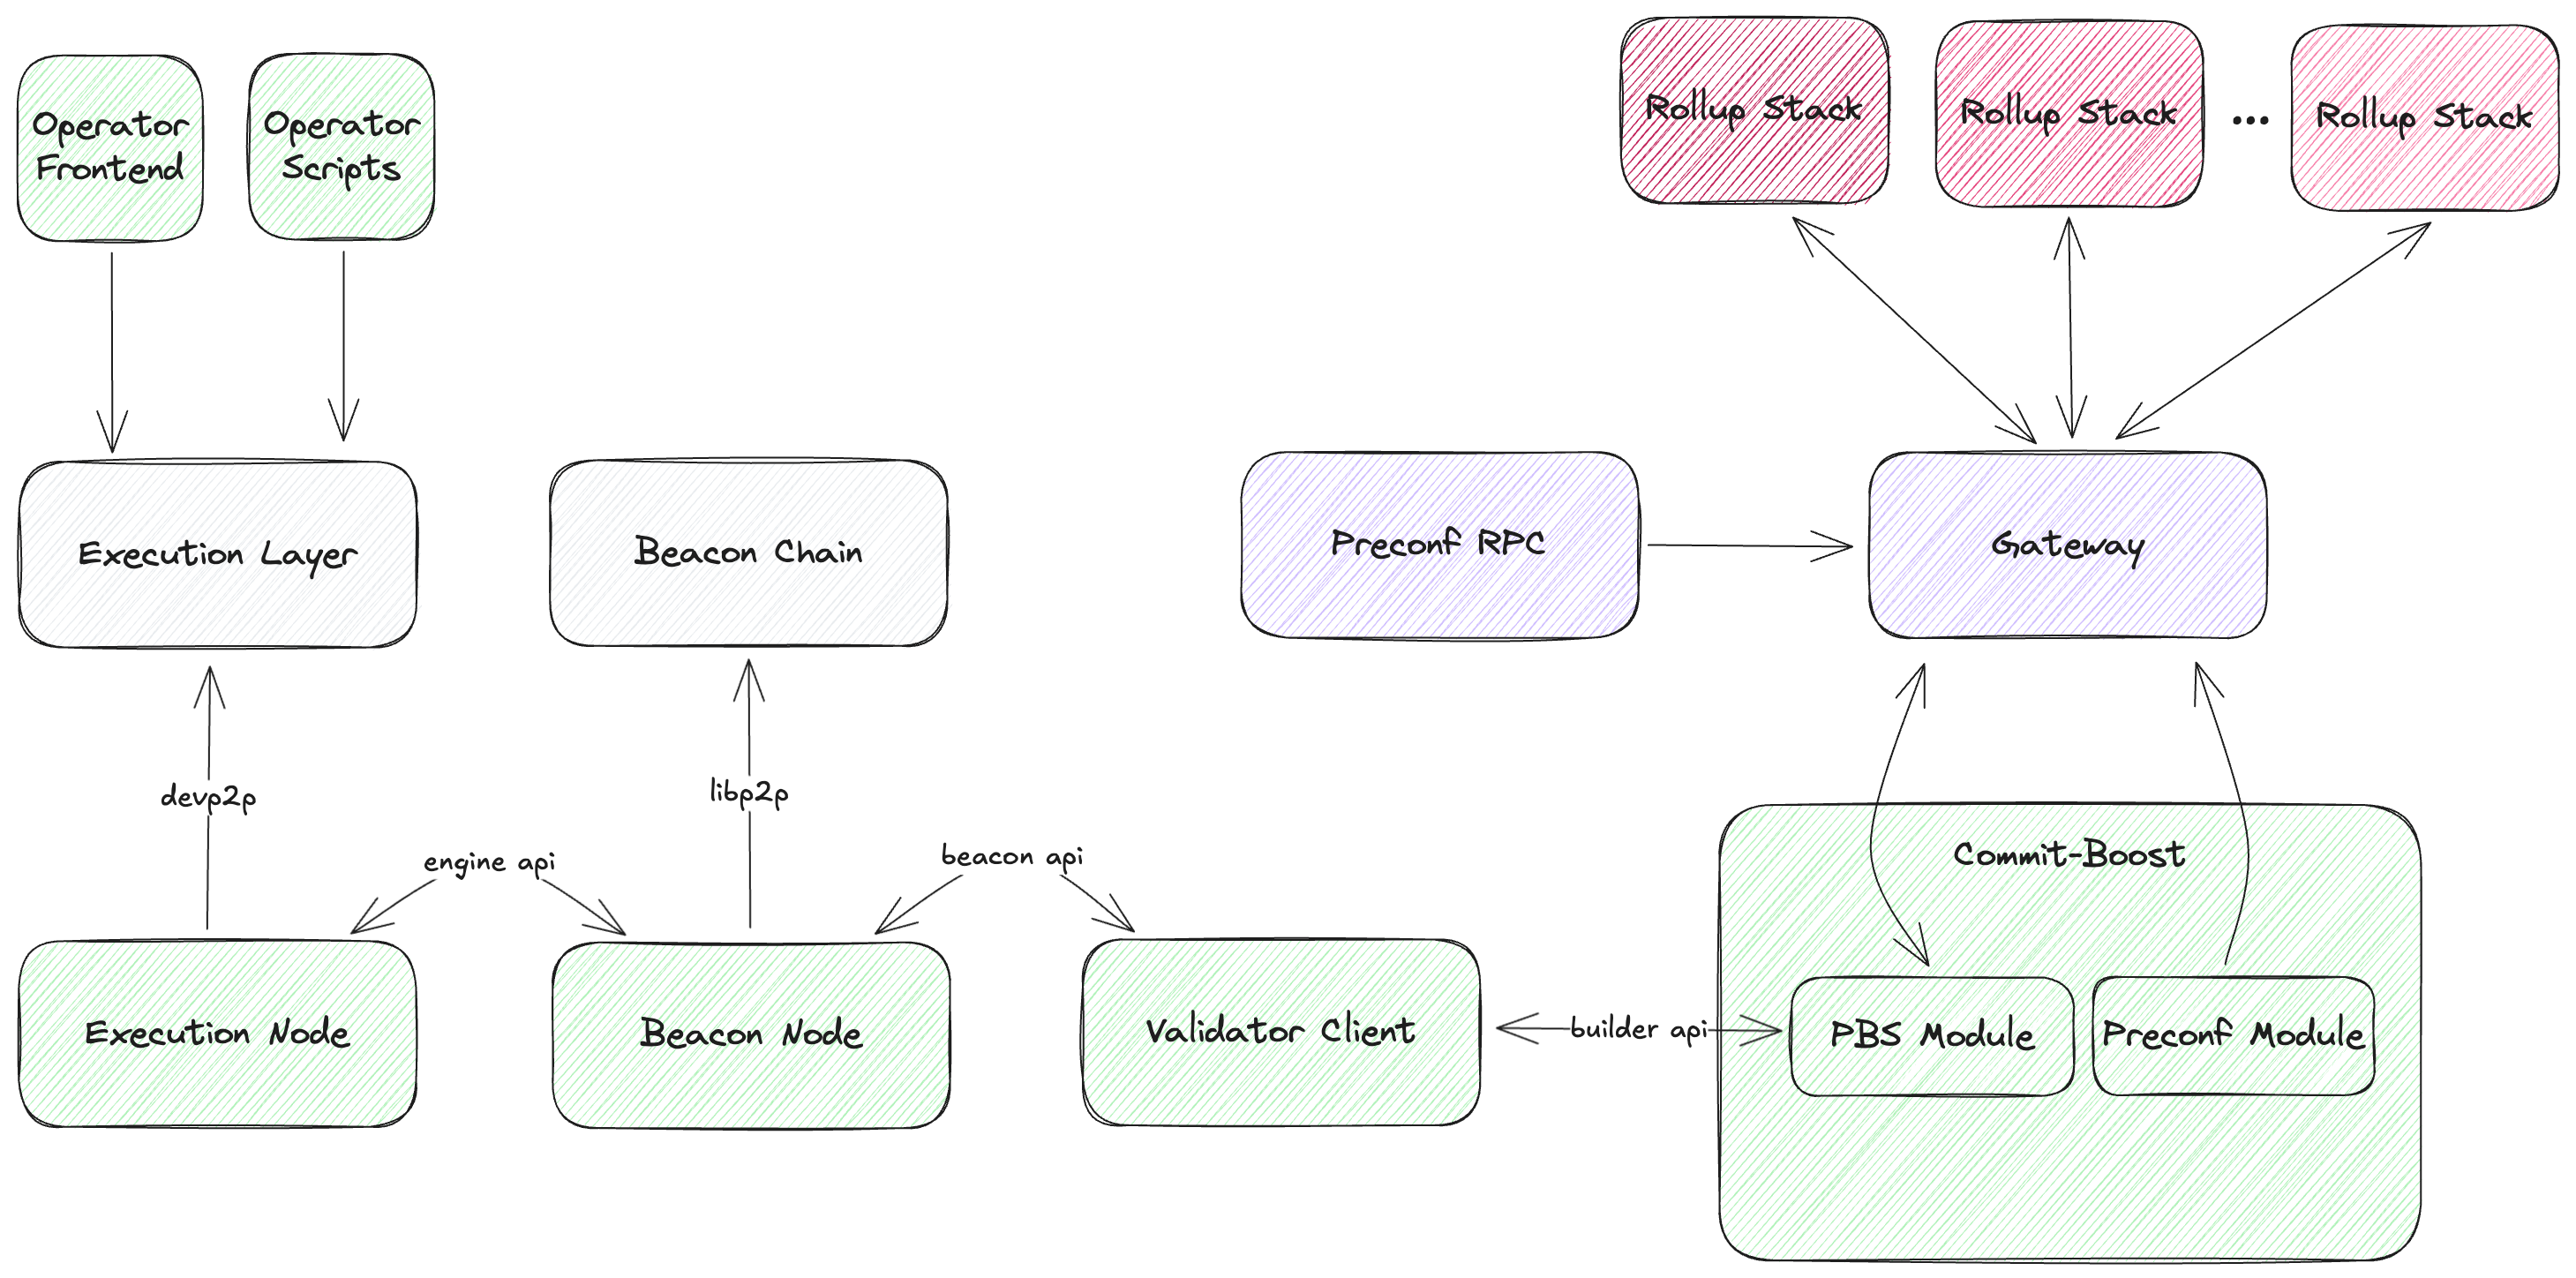 Operator
Frontend
Operator
Scripts
Rollup Stack
Rollup Stack
...
Rollup Stack
Execution Layer
Beacon Chain
Preconf RPC
Gateway
devp2p
libp2p
engine api
beacon api
Commit-Boost
Execution Node
Beacon Node
Validator Client
builder api
PBS Module
Preconf Module